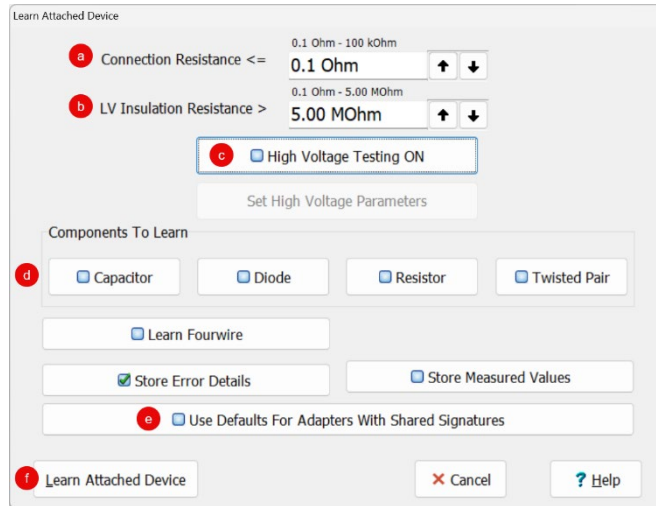 Learn Attached Device
0.1 Ohm - 100 kOhm
a Connection Resistance <= 0.1 Ohm
0.1 Ohm - 5.00 MOhm
b LV Insulation Resistance > 5.00 MOhm
c High Voltage Testing ON
Set High Voltage Parameters
Components To Learn
d Capacitor Diode Resistor Twisted Pair
Learn Fourwire
Store Error Details Store Measured Values
e Use Defaults For Adapters With Shared Signatures
f Learn Attached Device Cancel ? Help